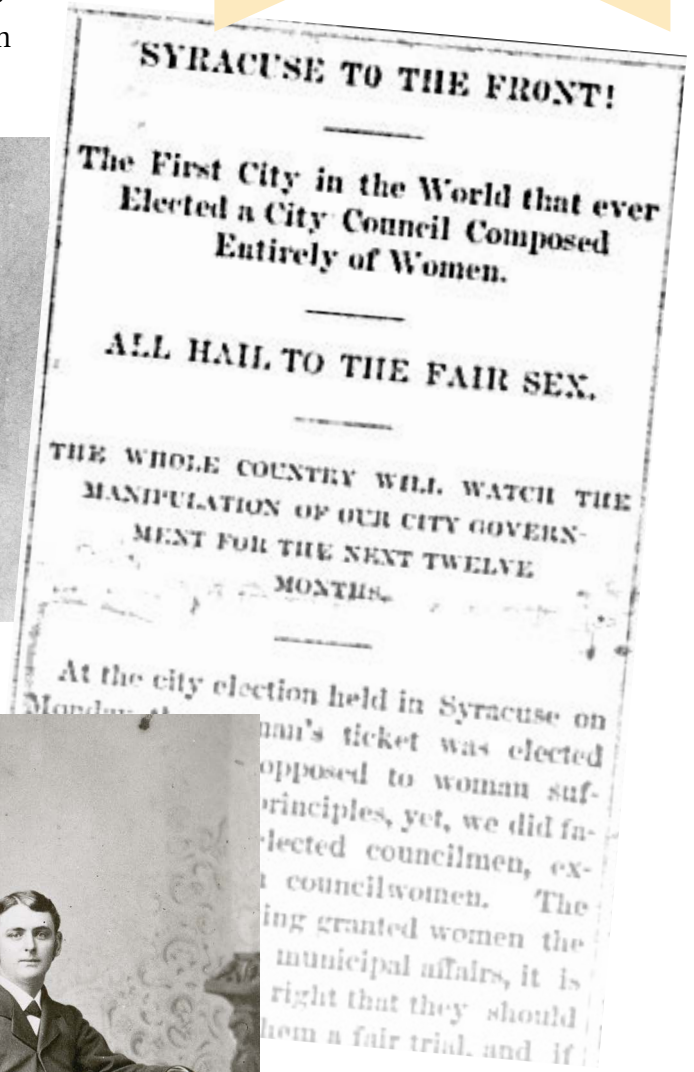 n
SYRACUSE TO THE FRONT!
The First City in the World that ever
Elected a City Council Composed
Entirely of Women.
ALL HAIL TO THE FAIR SEX.
THE WHOLE COUNTRY WILL WATCH THE
MANIPULATION OF OUR CITY GOVERN-
MENT FOR THE NEXT TWELVE
MONTHS.
At the city election held in Syracuse on
Monday man's ticket was elected
opposed to woman suf-
principles, yet, we did fa-
elected councilmen, ex-
councilwomen. The
ing granted women the
municipal affairs, it is
right that they should
them a fair trial, and if